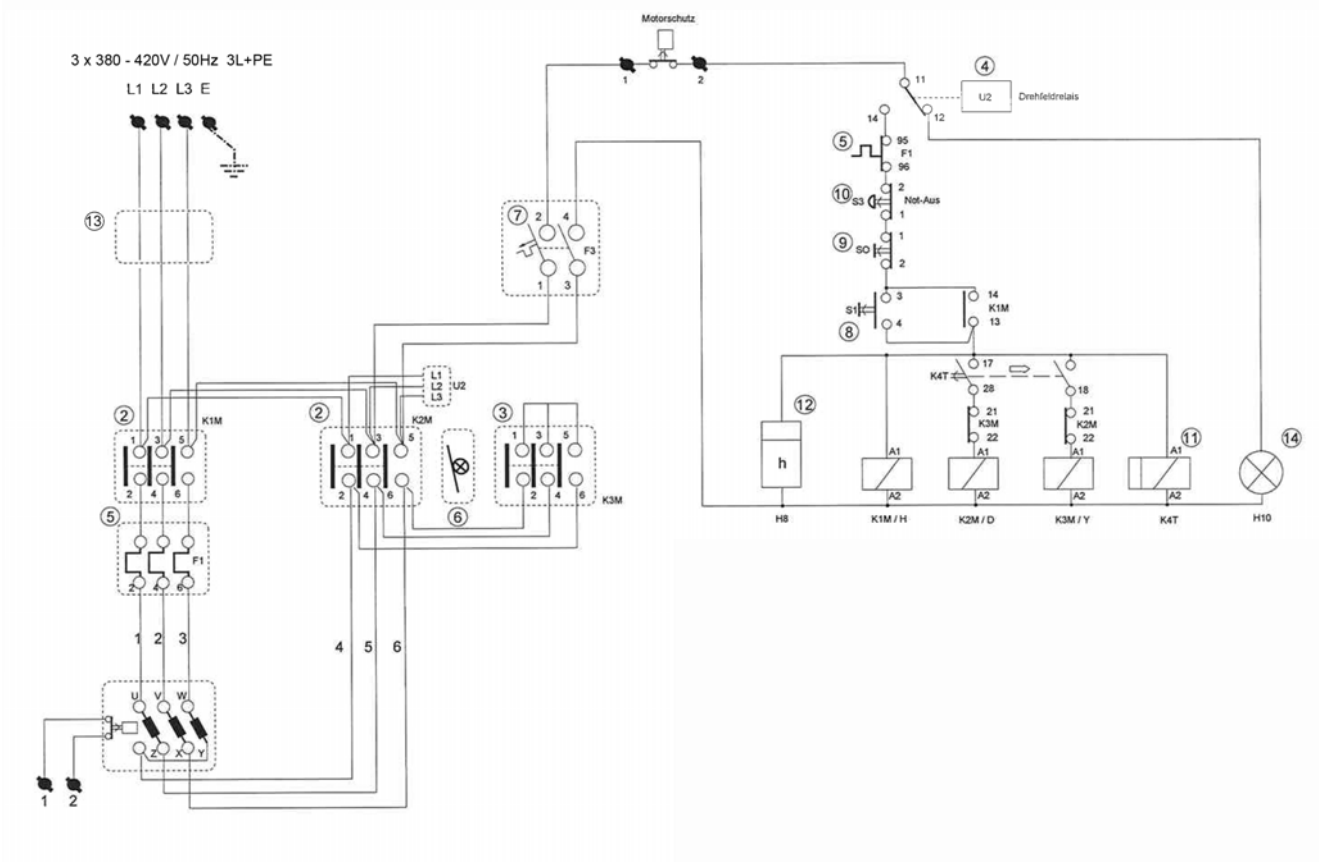 Motorschutz
3 x 380 - 420V / 50Hz 3L+PE
L1 L2 L3 E
1 2
11
4
U2 Drehfeldrelais
12
14
5
95
F1
96
10
2
S3 Not-Aus
1
13
7
2 4
F3
1 3
9
1
SO
2
3
14
S1
K1M
4
13
8
L1
L2 U2
L3
17
K4T
28
18
2
K1M
2
K2M
3
12
21
K3M
22
21
K2M
22
11
14
1 3 5
1 3 5
1 3 5
h
A1
A1
A1
A1
2 4 6
2 4 6
2 4 6
K3M
6
A2
A2
A2
A2
H8 K1M / H K2M / D K3M / Y K4T H10
5
F1
2 4 6
1 2 3
4 5 6
U V W
Z X Y
1 2